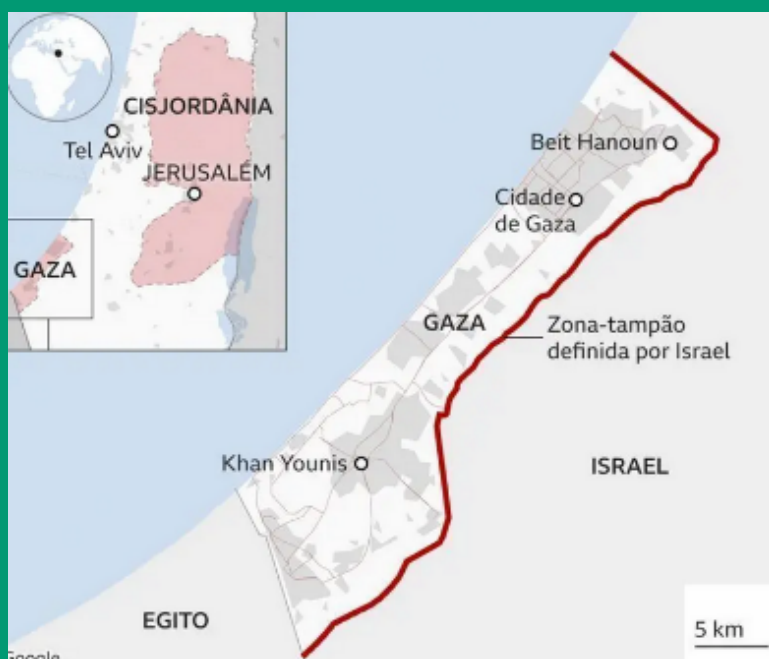 CISJORDÂNIA
Tel Aviv
JERUSALÉM
GAZA
Beit Hanoun
Cidade
de Gaza
GAZA
Zona-tampão
definida por Israel
Khan Younis
ISRAEL
EGITO
5 km
Google